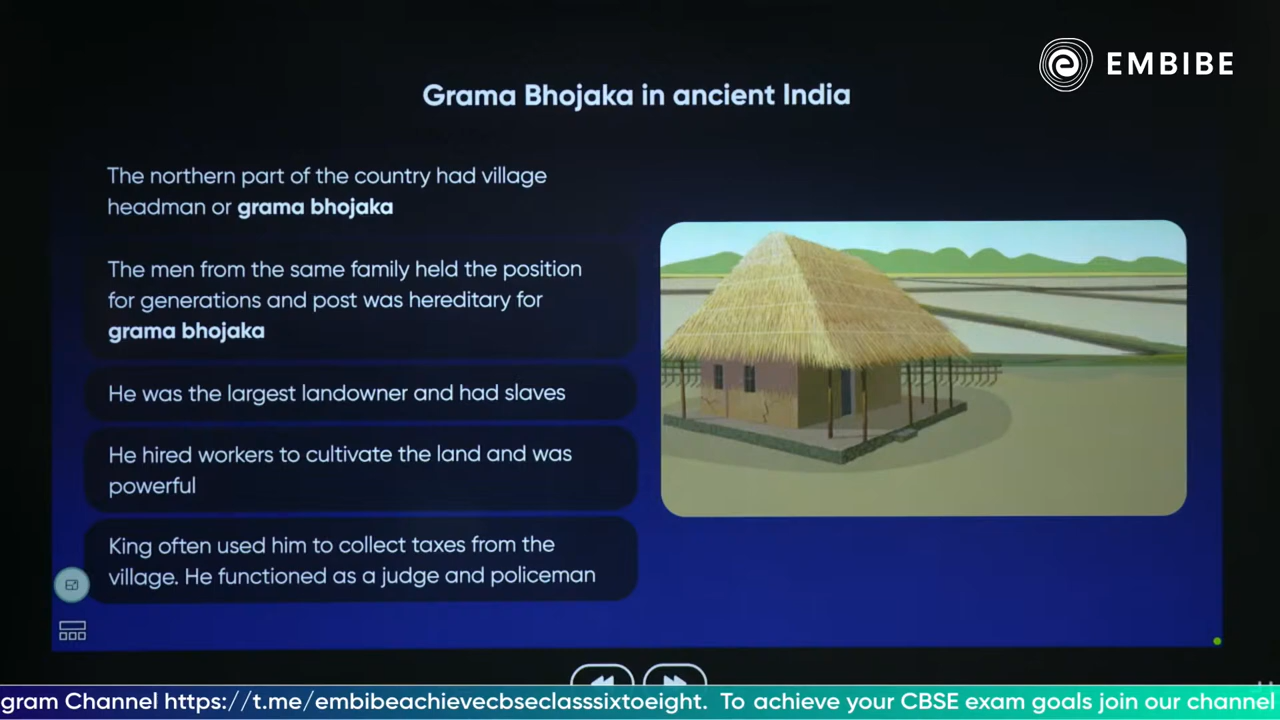 EMBIBE
Grama Bhojaka in ancient India
The northern part of the country had village
headman or grama bhojaka
The men from the same family held the position
for generations and post was hereditary for
grama bhojaka
He was the largest landowner and had slaves
He hired workers to cultivate the land and was
powerful
King often used him to collect taxes from the
village. He functioned as a judge and policeman
gram Channel https://t.me/embibeachievecbseclasssixtoeight. To achieve your CBSE exam goals join our channel